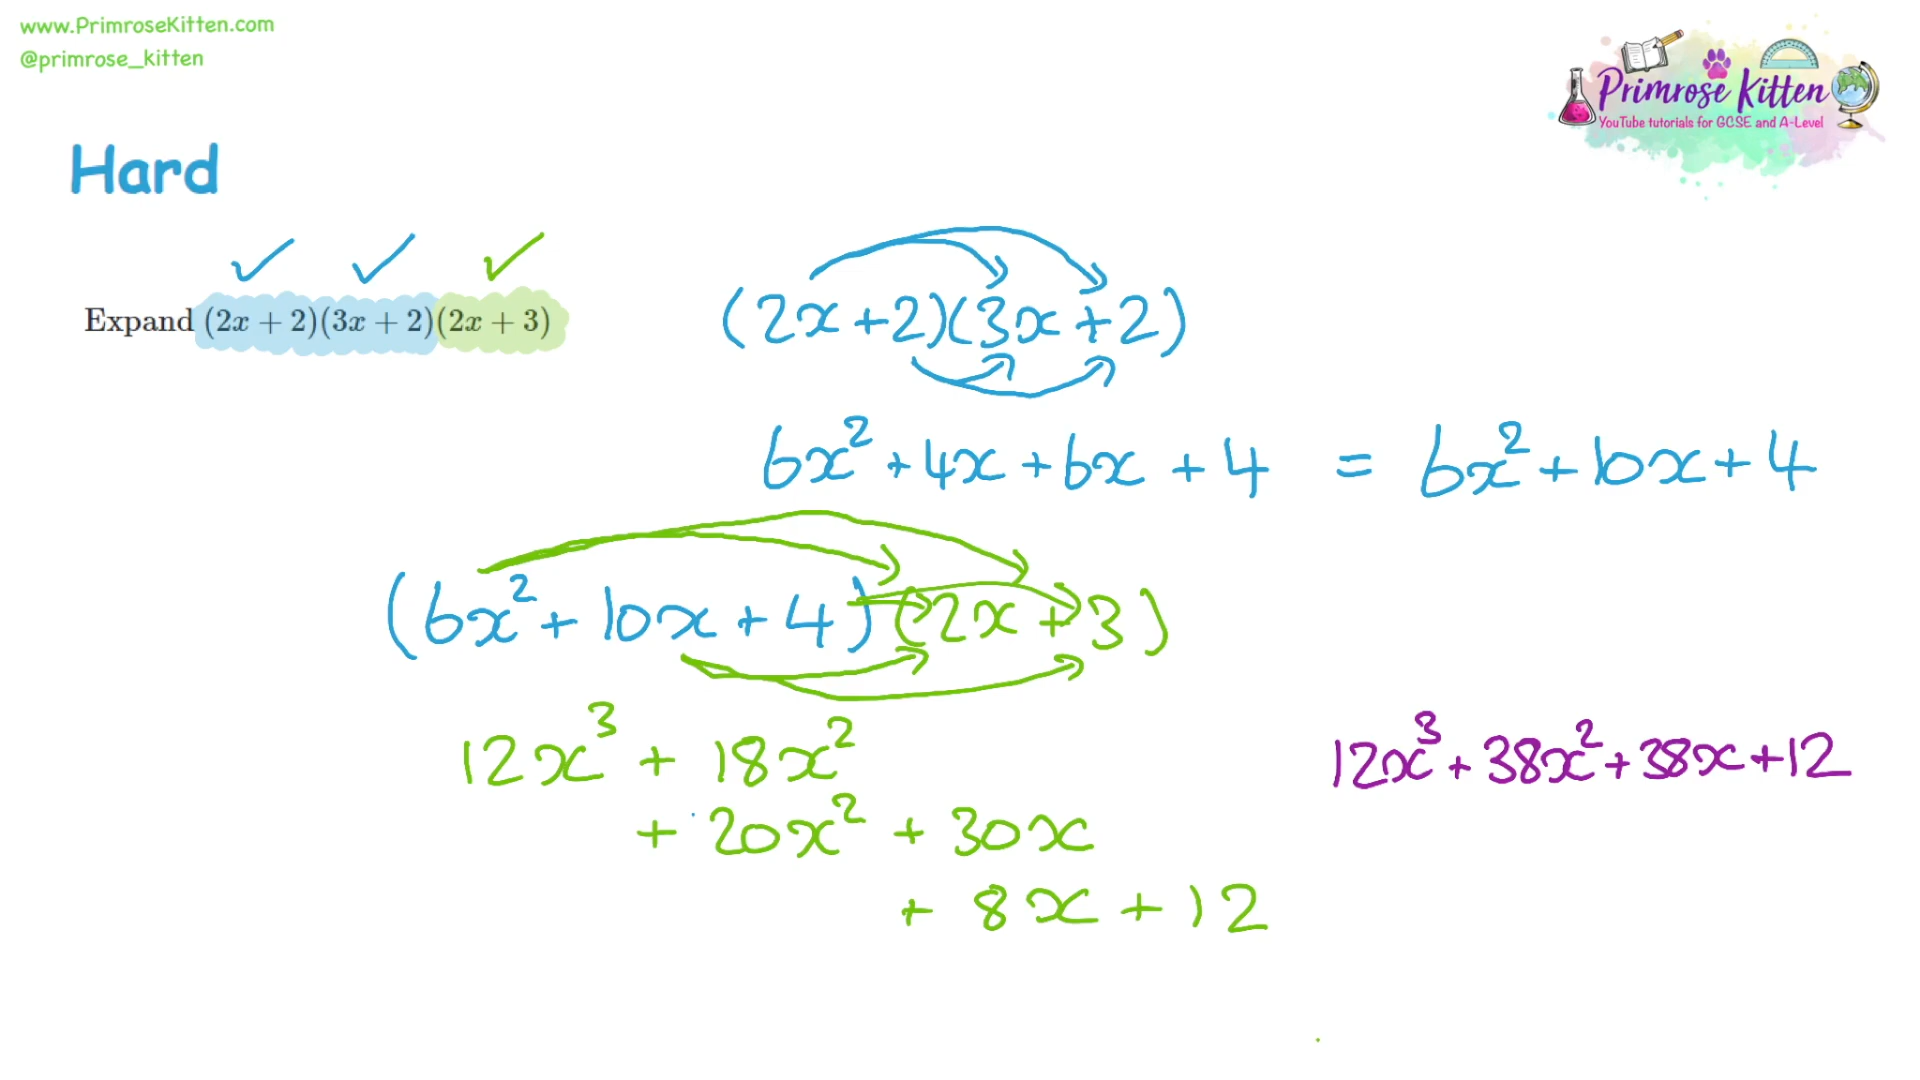 www.PrimroseKitten.com
@primrose_kitten
Primrose Kitten
YouTube tutorials for GCSE and A-Level
Hard
Expand (2x + 2)(3x + 2)(2x + 3)
(2x+2)(3x+2)
6x² + 4x + 6x + 4 = 6x² + 10x + 4
(6x² + 10x + 4)(2x + 3)
12x³ + 18x²
+ 20x² + 30x
+ 8x + 12
12x³ + 38x² + 38x + 12